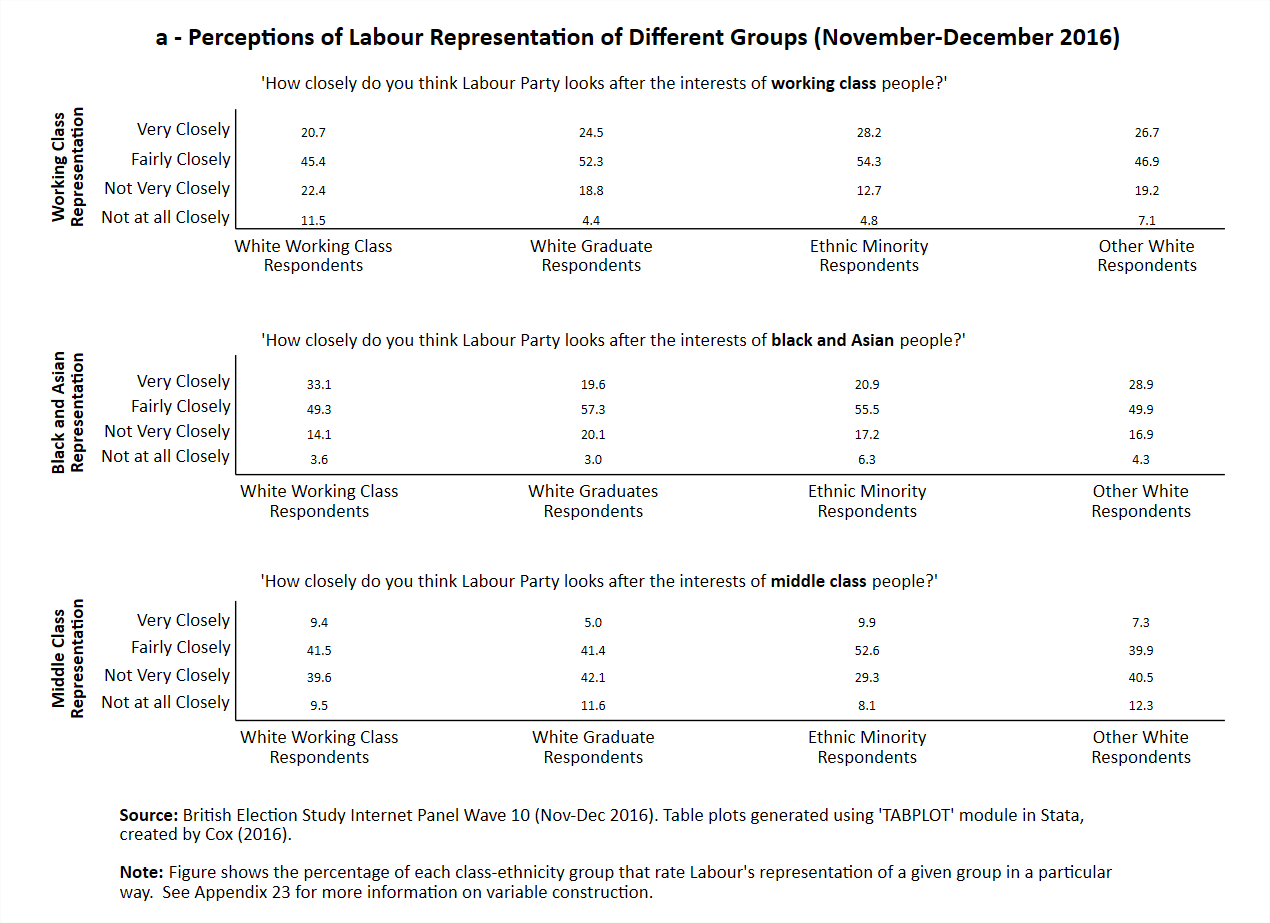 a - Perceptions of Labour Representation of Different Groups (November-December 2016)
'How closely do you think Labour Party looks after the interests of working class people?'
Working Class
Representation
Very Closely 20.7 24.5 28.2 26.7
Fairly Closely 45.4 52.3 54.3 46.9
Not Very Closely 22.4 18.8 12.7 19.2
Not at all Closely 11.5 4.4 4.8 7.1
White Working Class White Graduate Ethnic Minority Other White
Respondents Respondents Respondents Respondents
'How closely do you think Labour Party looks after the interests of black and Asian people?'
Black and Asian
Representation
Very Closely 33.1 19.6 20.9 28.9
Fairly Closely 49.3 57.3 55.5 49.9
Not Very Closely 14.1 20.1 17.2 16.9
Not at all Closely 3.6 3.0 6.3 4.3
White Working Class White Graduates Ethnic Minority Other White
Respondents Respondents Respondents Respondents
'How closely do you think Labour Party looks after the interests of middle class people?'
Middle Class
Representation
Very Closely 9.4 5.0 9.9 7.3
Fairly Closely 41.5 41.4 52.6 39.9
Not Very Closely 39.6 42.1 29.3 40.5
Not at all Closely 9.5 11.6 8.1 12.3
White Working Class White Graduate Ethnic Minority Other White
Respondents Respondents Respondents Respondents
Source: British Election Study Internet Panel Wave 10 (Nov-Dec 2016). Table plots generated using 'TABPLOT' module in Stata,
created by Cox (2016).
Note: Figure shows the percentage of each class-ethnicity group that rate Labour's representation of a given group in a particular
way. See Appendix 23 for more information on variable construction.